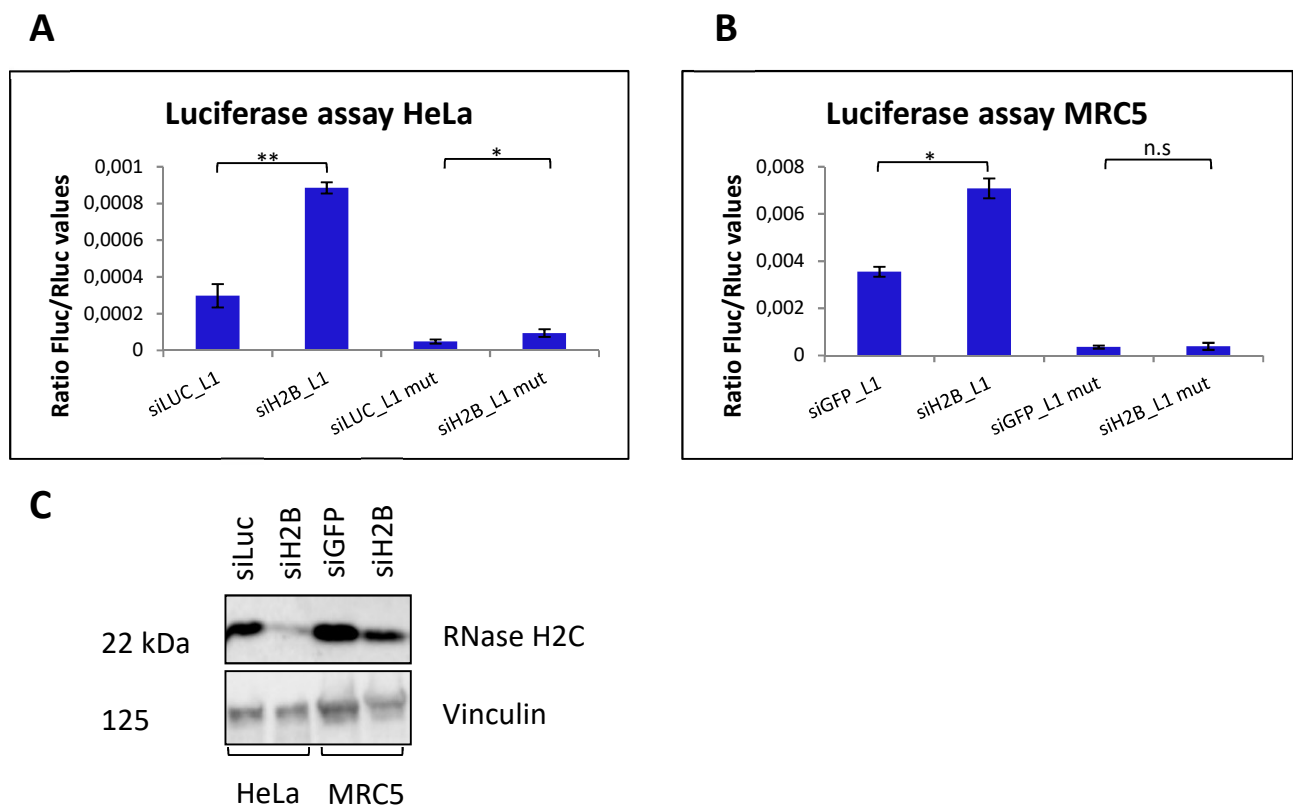 A
Luciferase assay HeLa
Ratio Fluc/Rluc values
0,001
0,0008
0,0006
0,0004
0,0002
0
**
*
siLUC_L1
siH2B_L1
siLUC_L1 mut
siH2B_L1 mut
B
Luciferase assay MRC5
Ratio Fluc/Rluc values
0,008
0,006
0,004
0,002
0
*
n.s
siGFP_L1
siH2B_L1
siGFP_L1 mut
siH2B_L1 mut
C
siLuc
siH2B
siGFP
siH2B
22 kDa
RNase H2C
125
Vinculin
HeLa
MRC5